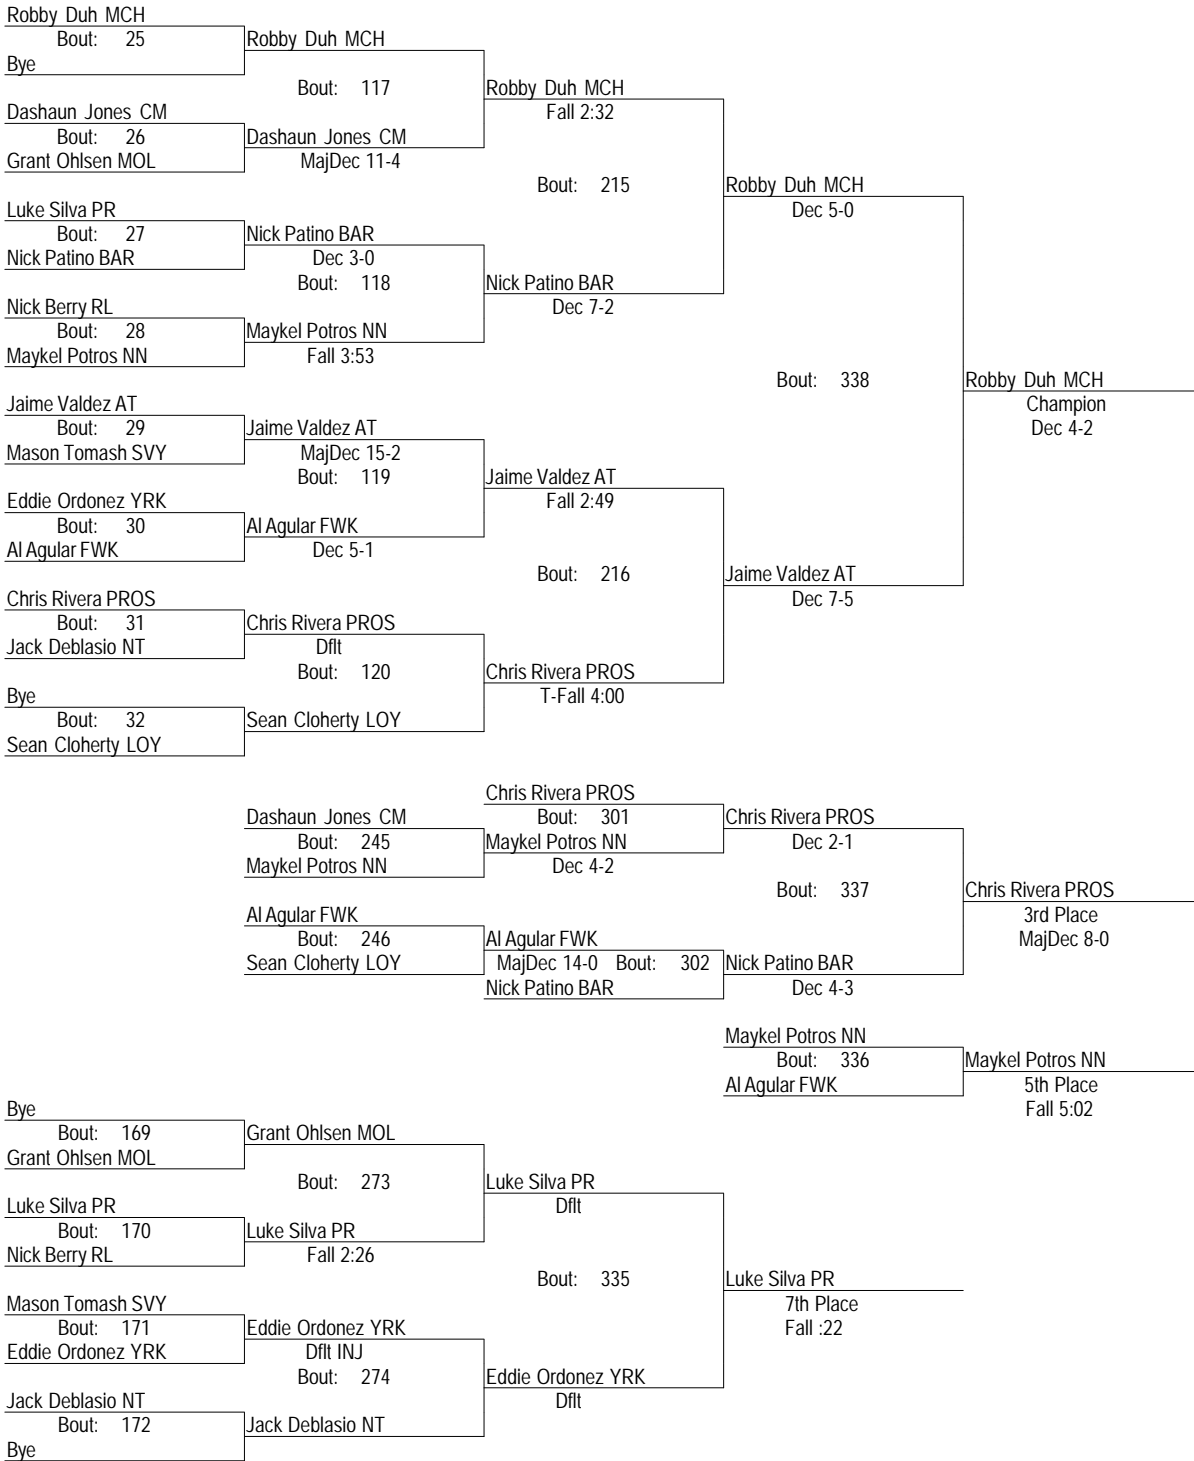 Robby Duh MCH
Bout: 25 Robby Duh MCH
Bye
Bout: 117 Robby Duh MCH
Dashaun Jones CM Fall 2:32
Bout: 26 Dashaun Jones CM
Grant Ohlsen MOL MajDec 11-4
Bout: 215 Robby Duh MCH
Luke Silva PR Dec 5-0
Bout: 27 Nick Patino BAR
Nick Patino BAR Dec 3-0
Bout: 118 Nick Patino BAR
Nick Berry RL Dec 7-2
Bout: 28 Maykel Potros NN
Maykel Potros NN Fall 3:53
Bout: 338 Robby Duh MCH
Jaime Valdez AT Champion
Bout: 29 Jaime Valdez AT Dec 4-2
Mason Tomash SVY MajDec 15-2
Bout: 119 Jaime Valdez AT
Eddie Ordonez YRK Fall 2:49
Bout: 30 Al Agular FWK
Al Agular FWK Dec 5-1
Bout: 216 Jaime Valdez AT
Chris Rivera PROS Dec 7-5
Bout: 31 Chris Rivera PROS
Jack Deblasio NT Dflt
Bout: 120 Chris Rivera PROS
Bye T-Fall 4:00
Bout: 32 Sean Cloherty LOY
Sean Cloherty LOY
Chris Rivera PROS
Dashaun Jones CM Bout: 301 Chris Rivera PROS
Bout: 245 Maykel Potros NN Dec 2-1
Maykel Potros NN Dec 4-2
Bout: 337 Chris Rivera PROS
Al Agular FWK 3rd Place
Bout: 246 Al Agular FWK MajDec 8-0
Sean Cloherty LOY MajDec 14-0 Bout: 302 Nick Patino BAR
Nick Patino BAR Dec 4-3
Maykel Potros NN
Bout: 336 Maykel Potros NN
Al Agular FWK 5th Place
Bye Fall 5:02
Bout: 169 Grant Ohlsen MOL
Grant Ohlsen MOL
Bout: 273 Luke Silva PR
Luke Silva PR Dflt
Bout: 170 Luke Silva PR
Nick Berry RL Fall 2:26
Bout: 335 Luke Silva PR
Mason Tomash SVY 7th Place
Bout: 171 Eddie Ordonez YRK Fall :22
Eddie Ordonez YRK Dflt INJ
Bout: 274 Eddie Ordonez YRK
Jack Deblasio NT Dflt
Bout: 172 Jack Deblasio NT
Bye